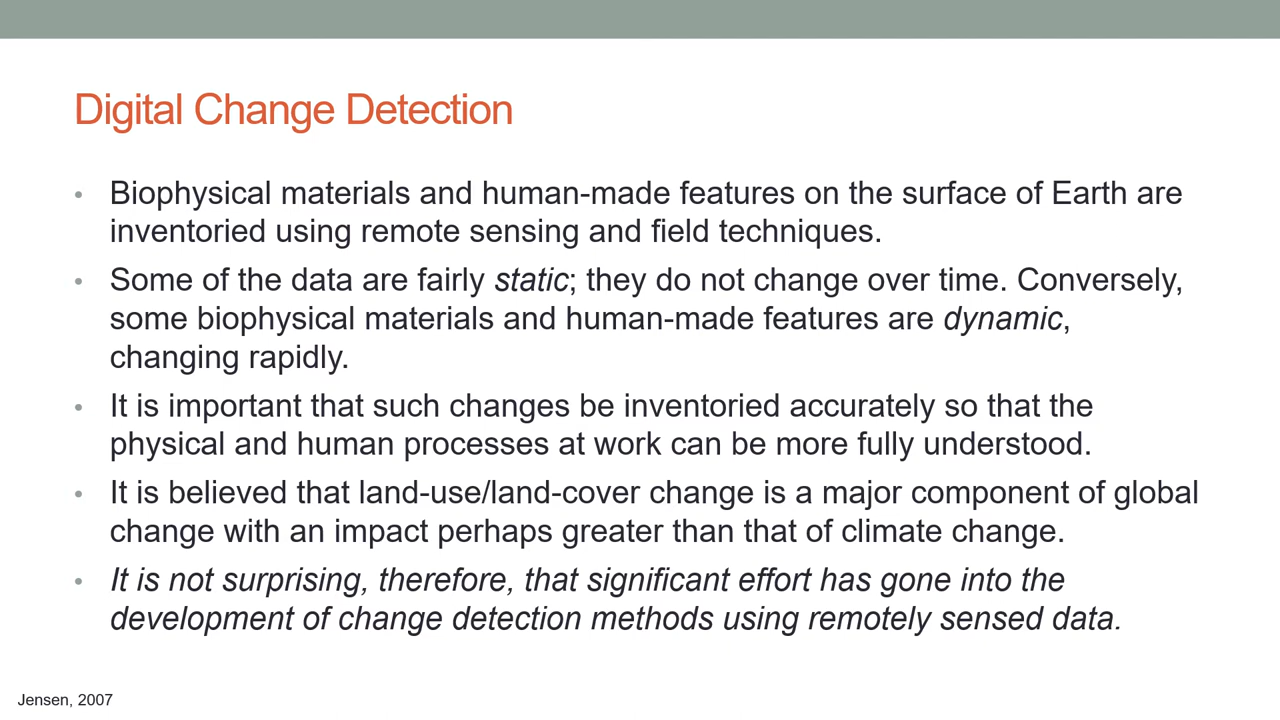 Digital Change Detection
• Biophysical materials and human-made features on the surface of Earth are
inventoried using remote sensing and field techniques.
• Some of the data are fairly static; they do not change over time. Conversely,
some biophysical materials and human-made features are dynamic,
changing rapidly.
• It is important that such changes be inventoried accurately so that the
physical and human processes at work can be more fully understood.
• It is believed that land-use/land-cover change is a major component of global
change with an impact perhaps greater than that of climate change.
• It is not surprising, therefore, that significant effort has gone into the
development of change detection methods using remotely sensed data.
Jensen, 2007